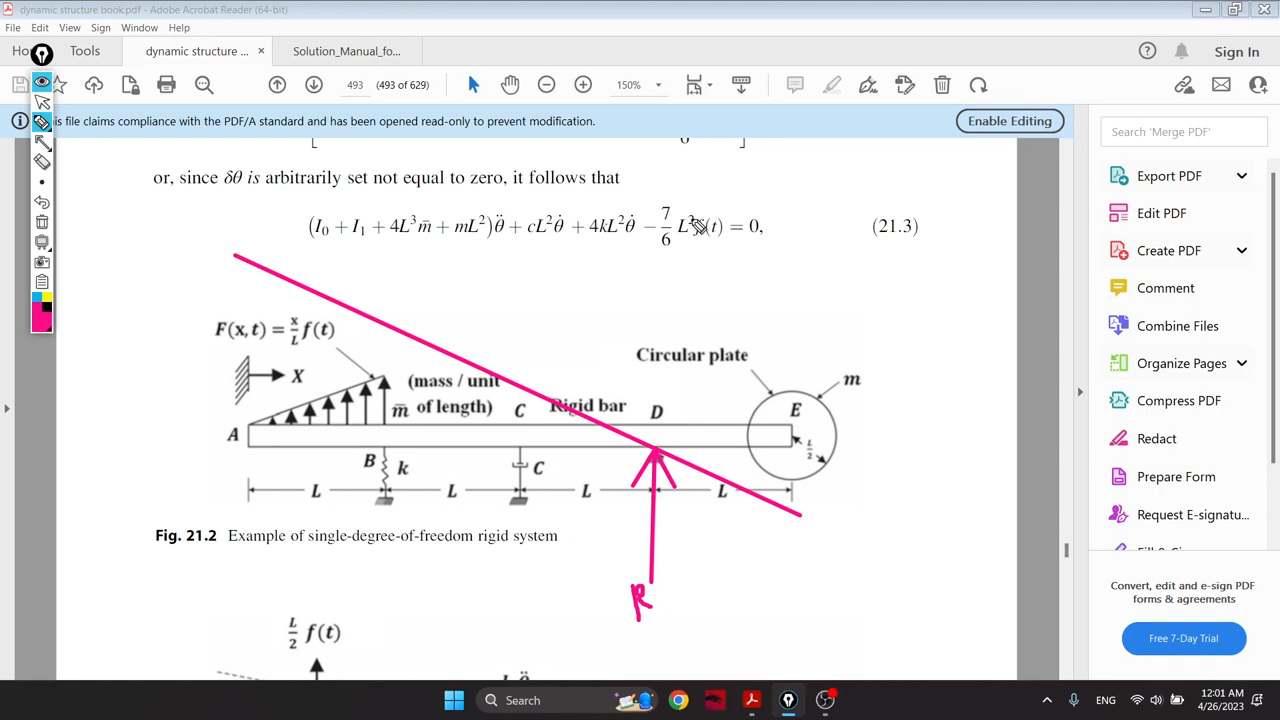 dynamic structure book.pdf - Adobe Acrobat Reader (64-bit)
File Edit View Sign Window Help
Tools dynamic structure ... × Solution_Manual_fo... Sign In
493 (493 of 629) 150%
is file claims compliance with the PDF/A standard and has been opened read-only to prevent modification. Enable Editing
6
or, since δθ is arbitrarily set not equal to zero, it follows that
(I₀ + I₁ + 4L³m̄ + mL²)θ̈ + cL²θ̇ + 4kL²θ̇ − 7/6 L² (t) = 0, (21.3)
F(x, t) = x/L f(t)
Circular plate
X (mass / unit m
m̄ of length) C Rigid bar D E
A
B k C L/2
L L L L
Fig. 21.2 Example of single-degree-of-freedom rigid system
R
L/2 f(t)
Search 'Merge PDF'
Export PDF
Edit PDF
Create PDF
Comment
Combine Files
Organize Pages
Compress PDF
Redact
Prepare Form
Request E-signatu...
Convert, edit and e-sign PDF
forms & agreements
Free 7-Day Trial
Search
ENG
12:01 AM
4/26/2023